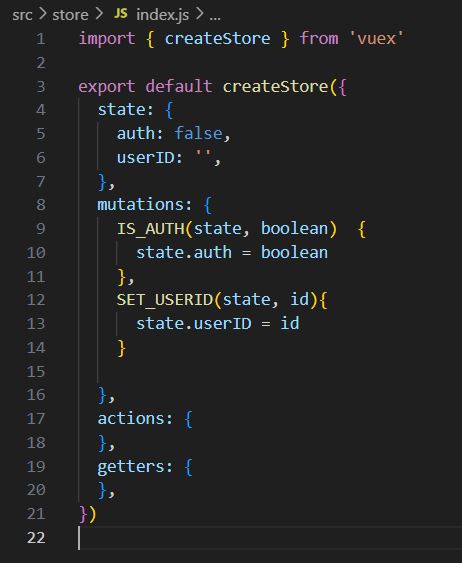 src > store > JS index.js > ...
1 import { createStore } from 'vuex'
2
3 export default createStore({
4   state: {
5     auth: false,
6     userID: '',
7   },
8   mutations: {
9     IS_AUTH(state, boolean)  {
10       state.auth = boolean
11     },
12     SET_USERID(state, id){
13       state.userID = id
14     }
15
16   },
17   actions: {
18   },
19   getters: {
20   },
21 })
22